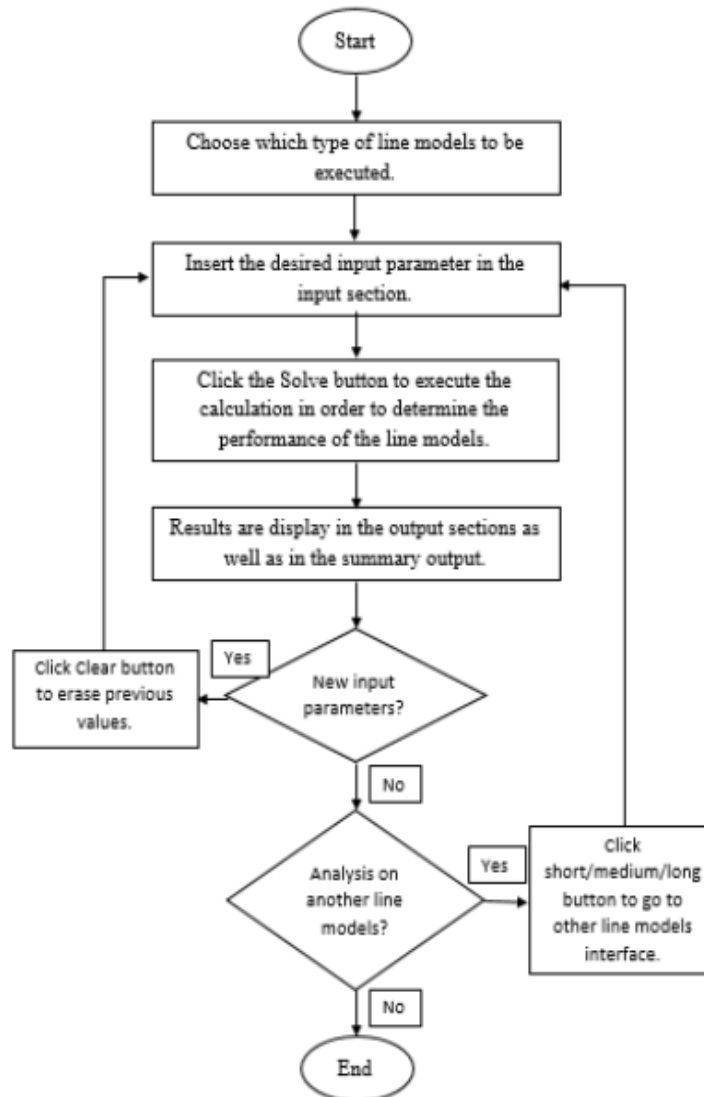 Start
Choose which type of line models to be
executed.
Insert the desired input parameter in the
input section.
Click the Solve button to execute the
calculation in order to determine the
performance of the line models.
Results are display in the output sections as
well as in the summary output.
Yes
Click Clear button
to erase previous
values.
New input
parameters?
No
Analysis on
another line
models?
Yes
Click
short/medium/long
button to go to
other line models
interface.
No
End